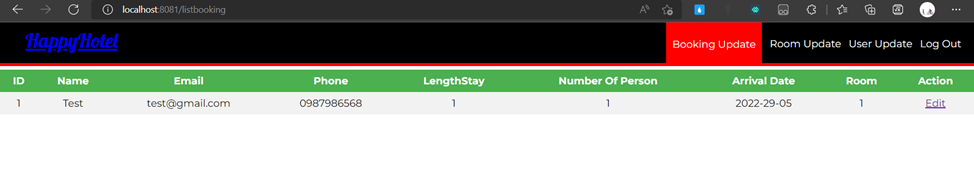 localhost:8081/listbooking
HappyHotel Booking Update Room Update User Update Log Out
ID Name Email Phone LengthStay Number Of Person Arrival Date Room Action
1 Test test@gmail.com 0987986568 1 1 2022-29-05 1 Edit